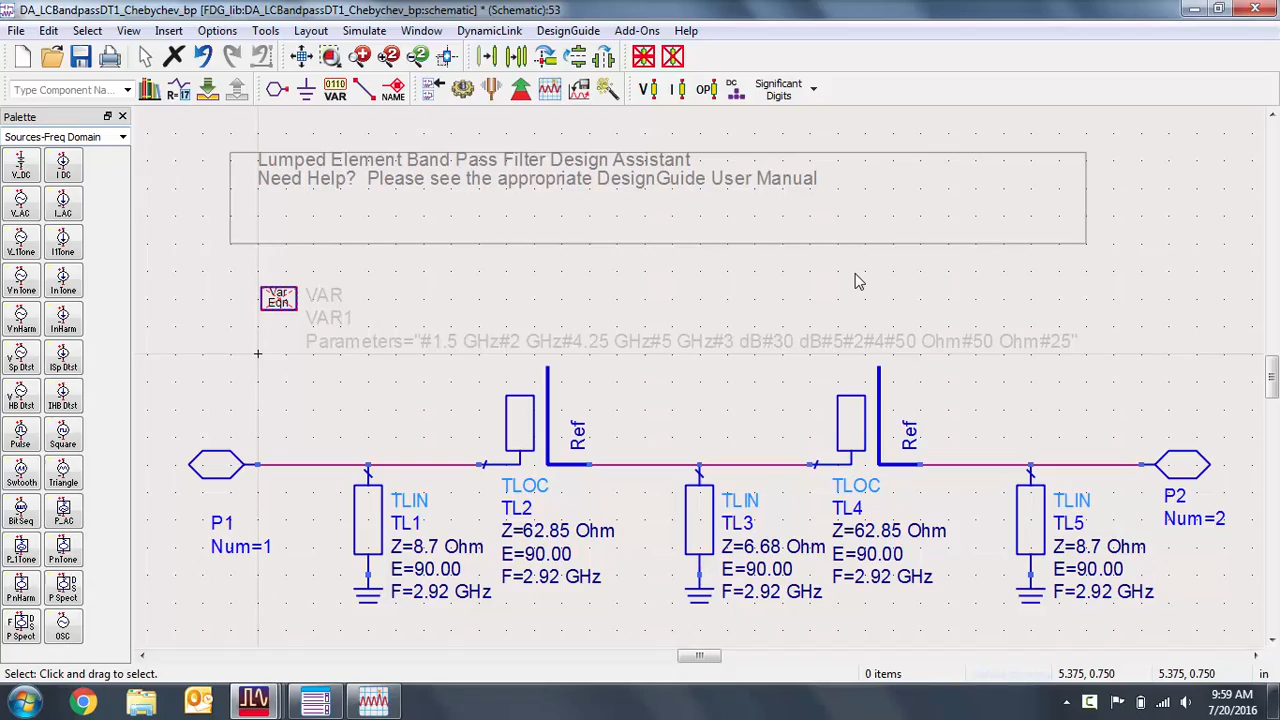 DA_LCBandpassDT1_Chebychev_bp [FDG_lib:DA_LCBandpassDT1_Chebychev_bp:schematic] * (Schematic):53
File Edit Select View Insert Options Tools Layout Simulate Window DynamicLink DesignGuide Add-Ons Help
Type Component Na...
R=17
0110
VAR
NAME
V
I
OP
DC
Significant
Digits
Palette
Sources-Freq Domain
V_DC
I DC
V_AC
I_AC
V_1Tone
I1Tone
VnTone
InTone
VnHarm
InHarm
Sp Dtst
ISp Dtst
HB Dtst
IHB Dtst
Pulse
Square
Swtooth
Triangle
BitSeq
P_AC
P_1Tone
PnTone
PnHarm
P Spect
P Spect
OSC
Lumped Element Band Pass Filter Design Assistant
Need Help? Please see the appropriate DesignGuide User Manual
Var
Eqn
VAR
VAR1
Parameters="#1.5 GHz#2 GHz#4.25 GHz#5 GHz#3 dB#30 dB#5#2#4#50 Ohm#50 Ohm#25"
P1
Num=1
TLIN
TL1
Z=8.7 Ohm
E=90.00
F=2.92 GHz
Ref
TLOC
TL2
Z=62.85 Ohm
E=90.00
F=2.92 GHz
TLIN
TL3
Z=6.68 Ohm
E=90.00
F=2.92 GHz
Ref
TLOC
TL4
Z=62.85 Ohm
E=90.00
F=2.92 GHz
TLIN
TL5
Z=8.7 Ohm
E=90.00
F=2.92 GHz
P2
Num=2
Select: Click and drag to select.
0 items
5.375, 0.750
5.375, 0.750
in
9:59 AM
7/20/2016